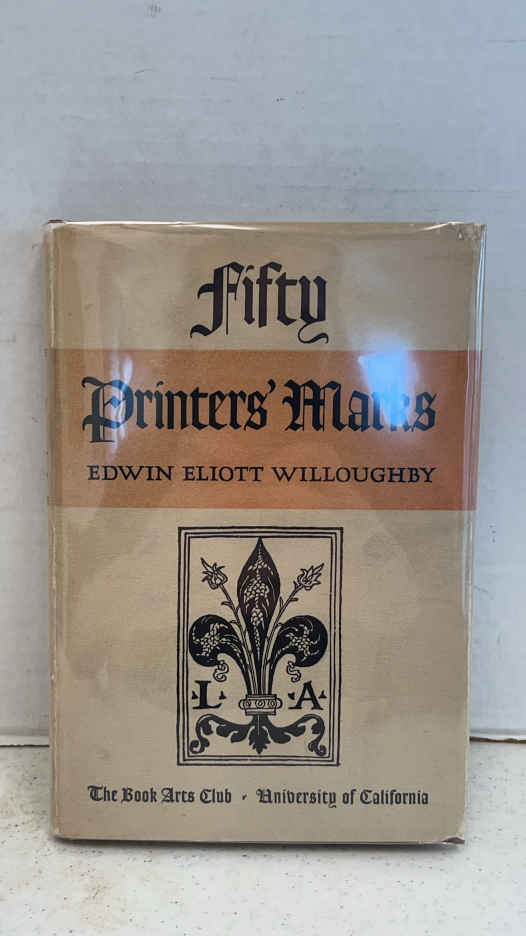 Fifty
Printers' Marks
EDWIN ELIOTT WILLOUGHBY
L A
The Book Arts Club · University of California